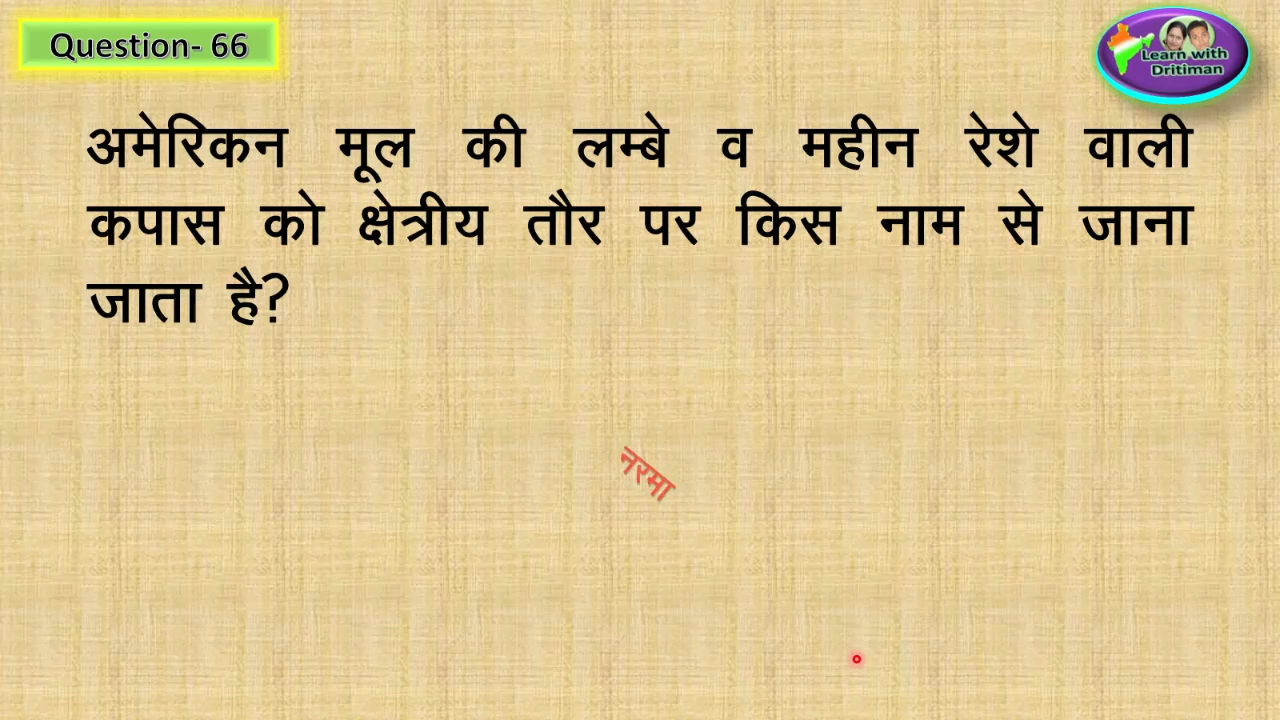 Question- 66
Learn with
Dritiman
अमेरिकन मूल की लम्बे व महीन रेशे वाली
कपास को क्षेत्रीय तौर पर किस नाम से जाना
जाता है?
नरमा